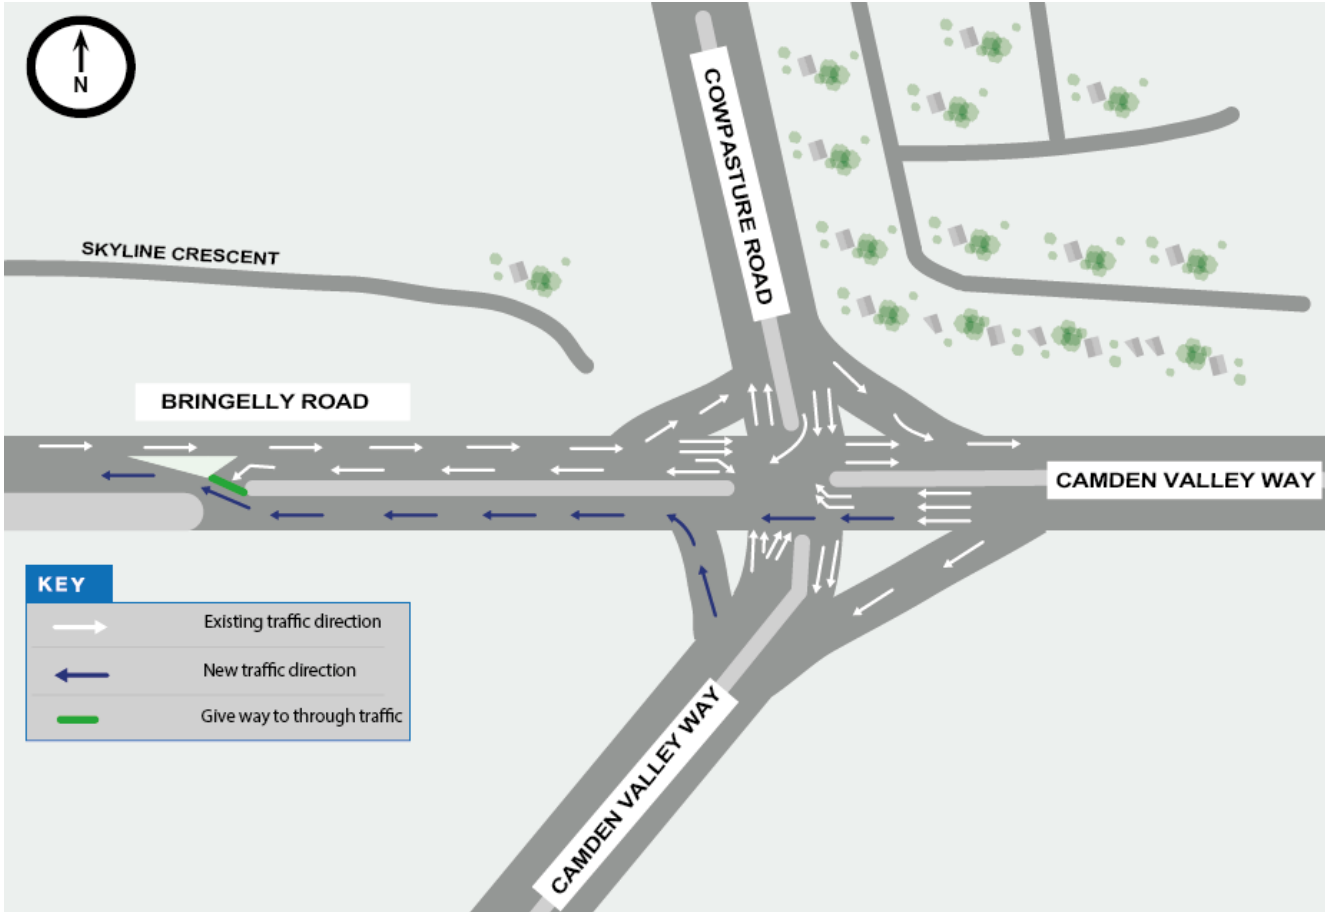 N
COWPASTURE ROAD
SKYLINE CRESCENT
BRINGELLY ROAD
CAMDEN VALLEY WAY
KEY
Existing traffic direction
New traffic direction
Give way to through traffic
CAMDEN VALLEY WAY